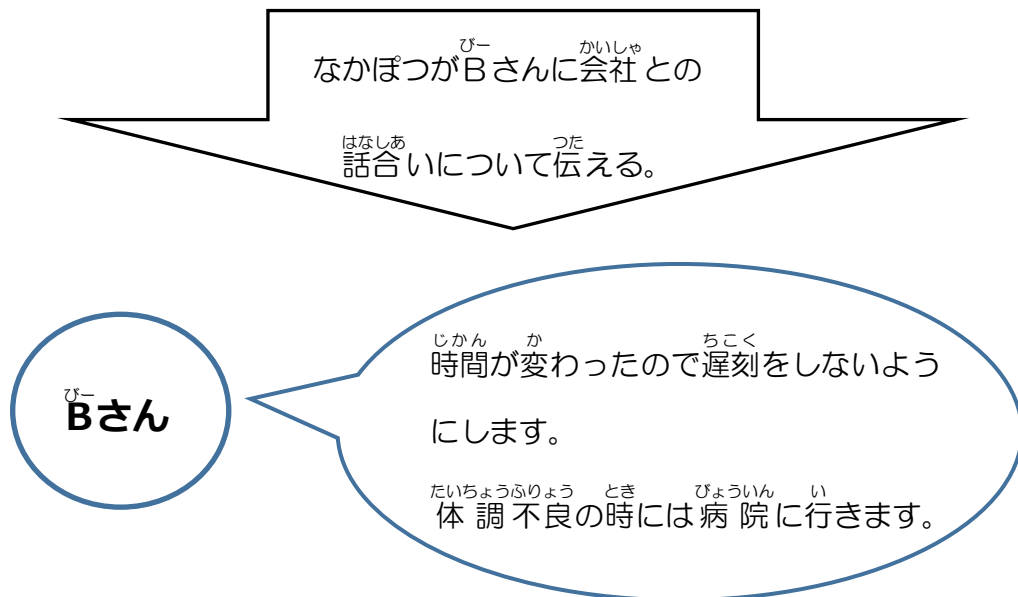 なかぽつがBさんに会社との
話合いについて伝える。
Bさん
時間が変わったので遅刻をしないよう
にします。
体調不良の時には病院に行きます。